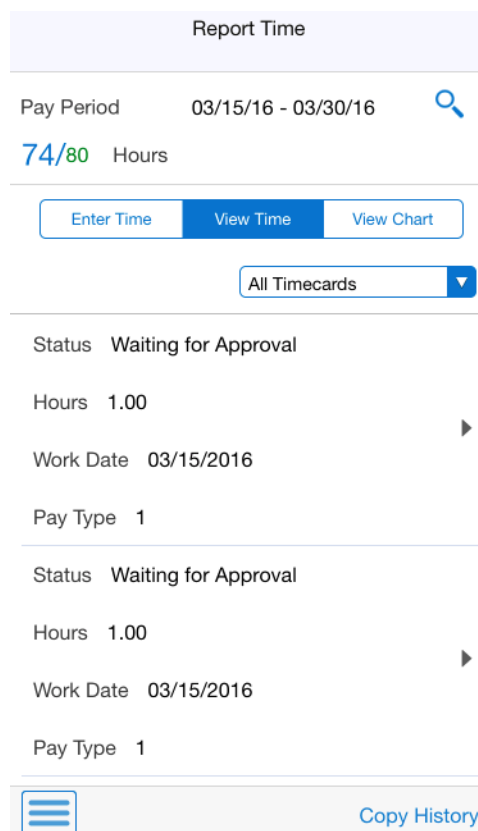 Report Time
Pay Period 03/15/16 - 03/30/16
74/80 Hours
Enter Time View Time View Chart
All Timecards
Status Waiting for Approval
Hours 1.00
Work Date 03/15/2016
Pay Type 1
Status Waiting for Approval
Hours 1.00
Work Date 03/15/2016
Pay Type 1
Copy History